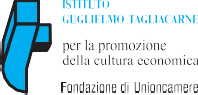 ISTITUTO
GUGLIELMO TAGLIACARNE
per la promozione
della cultura economica
Fondazione di Unioncamere